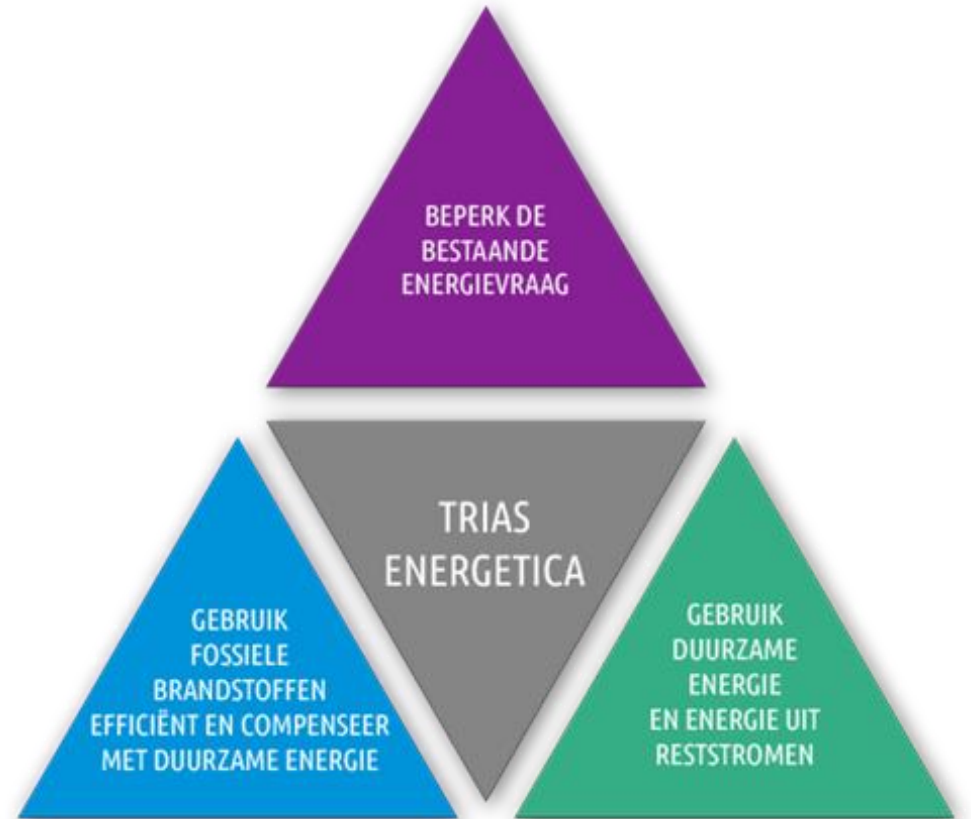 BEPERK DE
BESTAANDE
ENERGIEVRAAG
TRIAS
ENERGETICA
GEBRUIK
FOSSIELE
BRANDSTOFFEN
EFFICIËNT EN COMPENSEER
MET DUURZAME ENERGIE
GEBRUIK
DUURZAME
ENERGIE
EN ENERGIE UIT
RESTSTROMEN